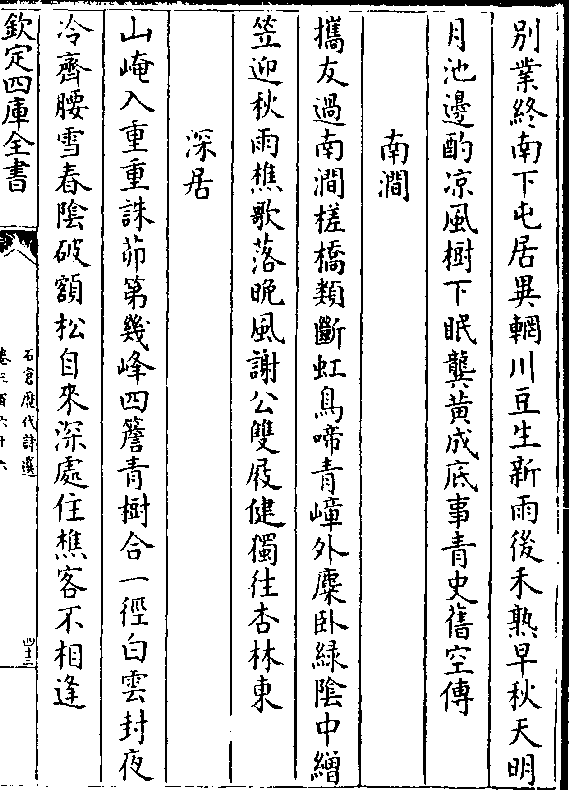 別業終南下屯居異輞川豆生新雨後禾熟早秋天明
月池邊酌凉風樹下眠龔黄成底事青史舊空傳
南澗
攜友過南澗槎橋類斷虹鳥啼青嶂外麋卧緑陰中繒
笠迎秋雨樵歌落晩風謝公雙屐健獨往杏林東
深居
山崦入重重誅茆第幾峰四簷青樹合一徑白雲封夜
冷齊腰雪春陰破額松自來深處住樵客不相逢
欽定四庫全書
石倉歴代詩選
卷三百六十六
四十三